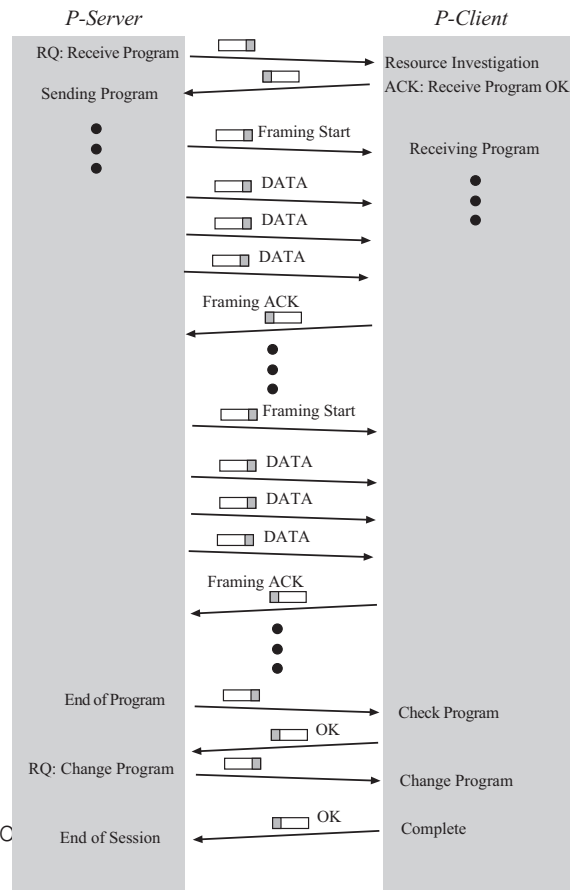 P-Server P-Client
RQ: Receive Program
Resource Investigation
ACK: Receive Program OK
Sending Program
Framing Start
Receiving Program
DATA
DATA
DATA
Framing ACK
Framing Start
DATA
DATA
DATA
Framing ACK
End of Program
Check Program
OK
RQ: Change Program
Change Program
OK
Complete
C
End of Session